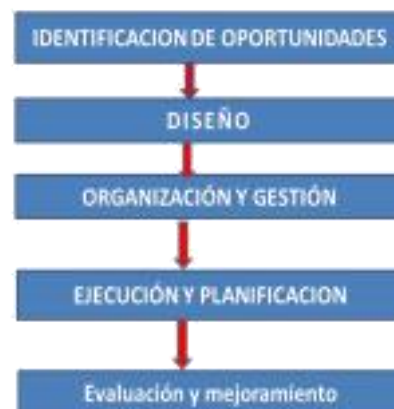 IDENTIFICACION DE OPORTUNIDADES
DISEÑO
ORGANIZACIÓN Y GESTIÓN
EJECUCIÓN Y PLANIFICACION
Evaluación y mejoramiento